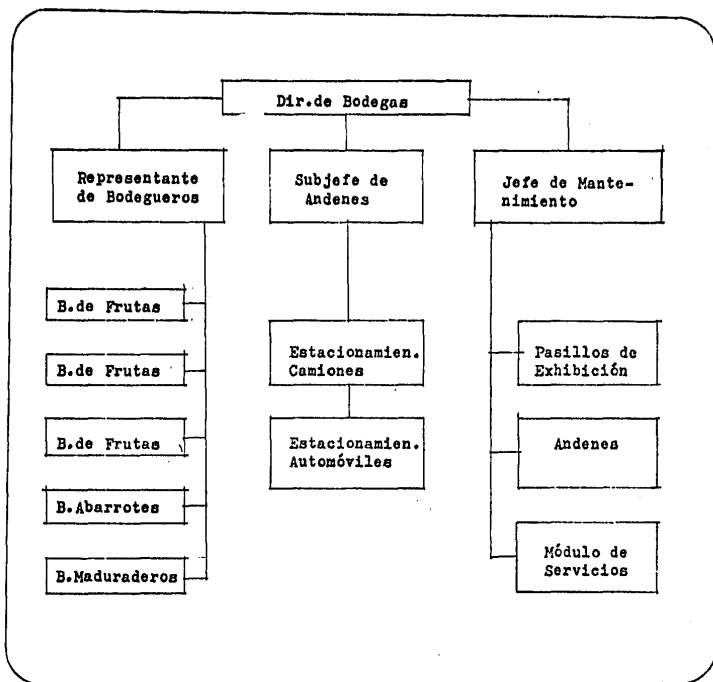 Dir.de Bodegas
Representante
de Bodegueros
Subjefe de
Andenes
Jefe de Mante-
nimiento
B.de Frutas
B.de Frutas
B.de Frutas
B.Abarrotes
B.Maduraderos
Estacionamien.
Camiones
Estacionamien.
Automóviles
Pasillos de
Exhibición
Andenes
Módulo de
Servicios